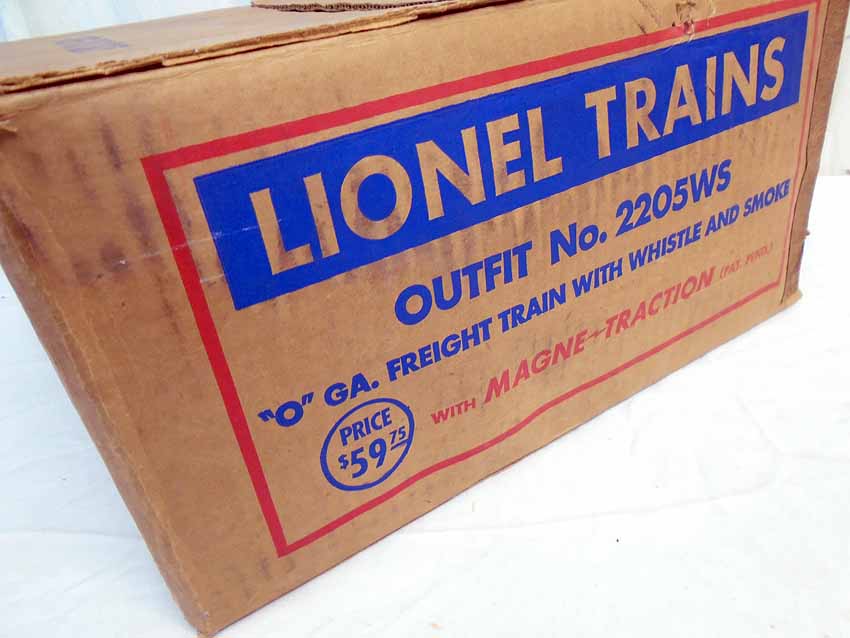 LIONEL TRAINS
OUTFIT No. 2205WS
"O" GA. FREIGHT TRAIN WITH WHISTLE AND SMOKE
WITH MAGNE-TRACTION (PAT. PEND.)
PRICE
$59 75